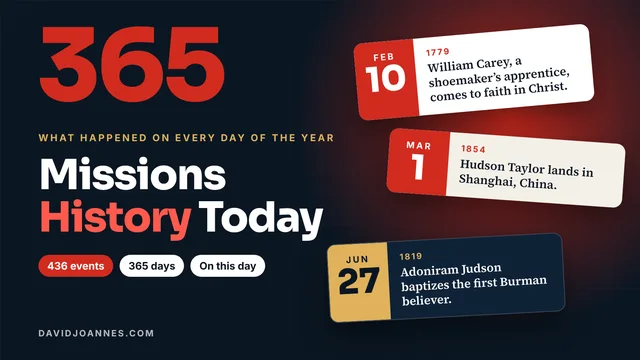 365
WHAT HAPPENED ON EVERY DAY OF THE YEAR
Missions
History Today
436 events
365 days
On this day
DAVIDJOANNES.COM
FEB
10
1779
William Carey, a
shoemaker's apprentice,
comes to faith in Christ.
MAR
1
1854
Hudson Taylor lands in
Shanghai, China.
JUN
27
1819
Adoniram Judson
baptizes the first Burman
believer.